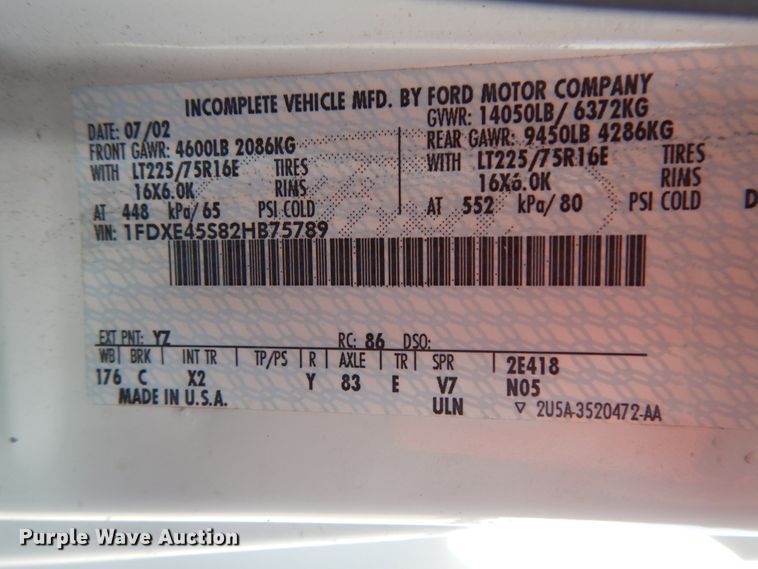 INCOMPLETE VEHICLE MFD. BY FORD MOTOR COMPANY
DATE: 07/02 GVWR: 14050LB/ 6372KG
FRONT GAWR: 4600LB 2086KG REAR GAWR: 9450LB 4286KG
WITH LT225/75R16E TIRES WITH LT225/75R16E TIRES
16X6.0K RIMS 16X6.0K RIMS
AT 448 kPa/65 PSI COLD AT 552 kPa/80 PSI COLD D
VIN: 1FDXE45S82HB75789
EXT PNT: YZ RC: 86 DSO:
WB BRK INT TR TP/PS R AXLE TR SPR 2E418
176 C X2 Y 83 E V7 N05
MADE IN U.S.A. ULN ▽ 2U5A-3520472-AA
Purple Wave Auction